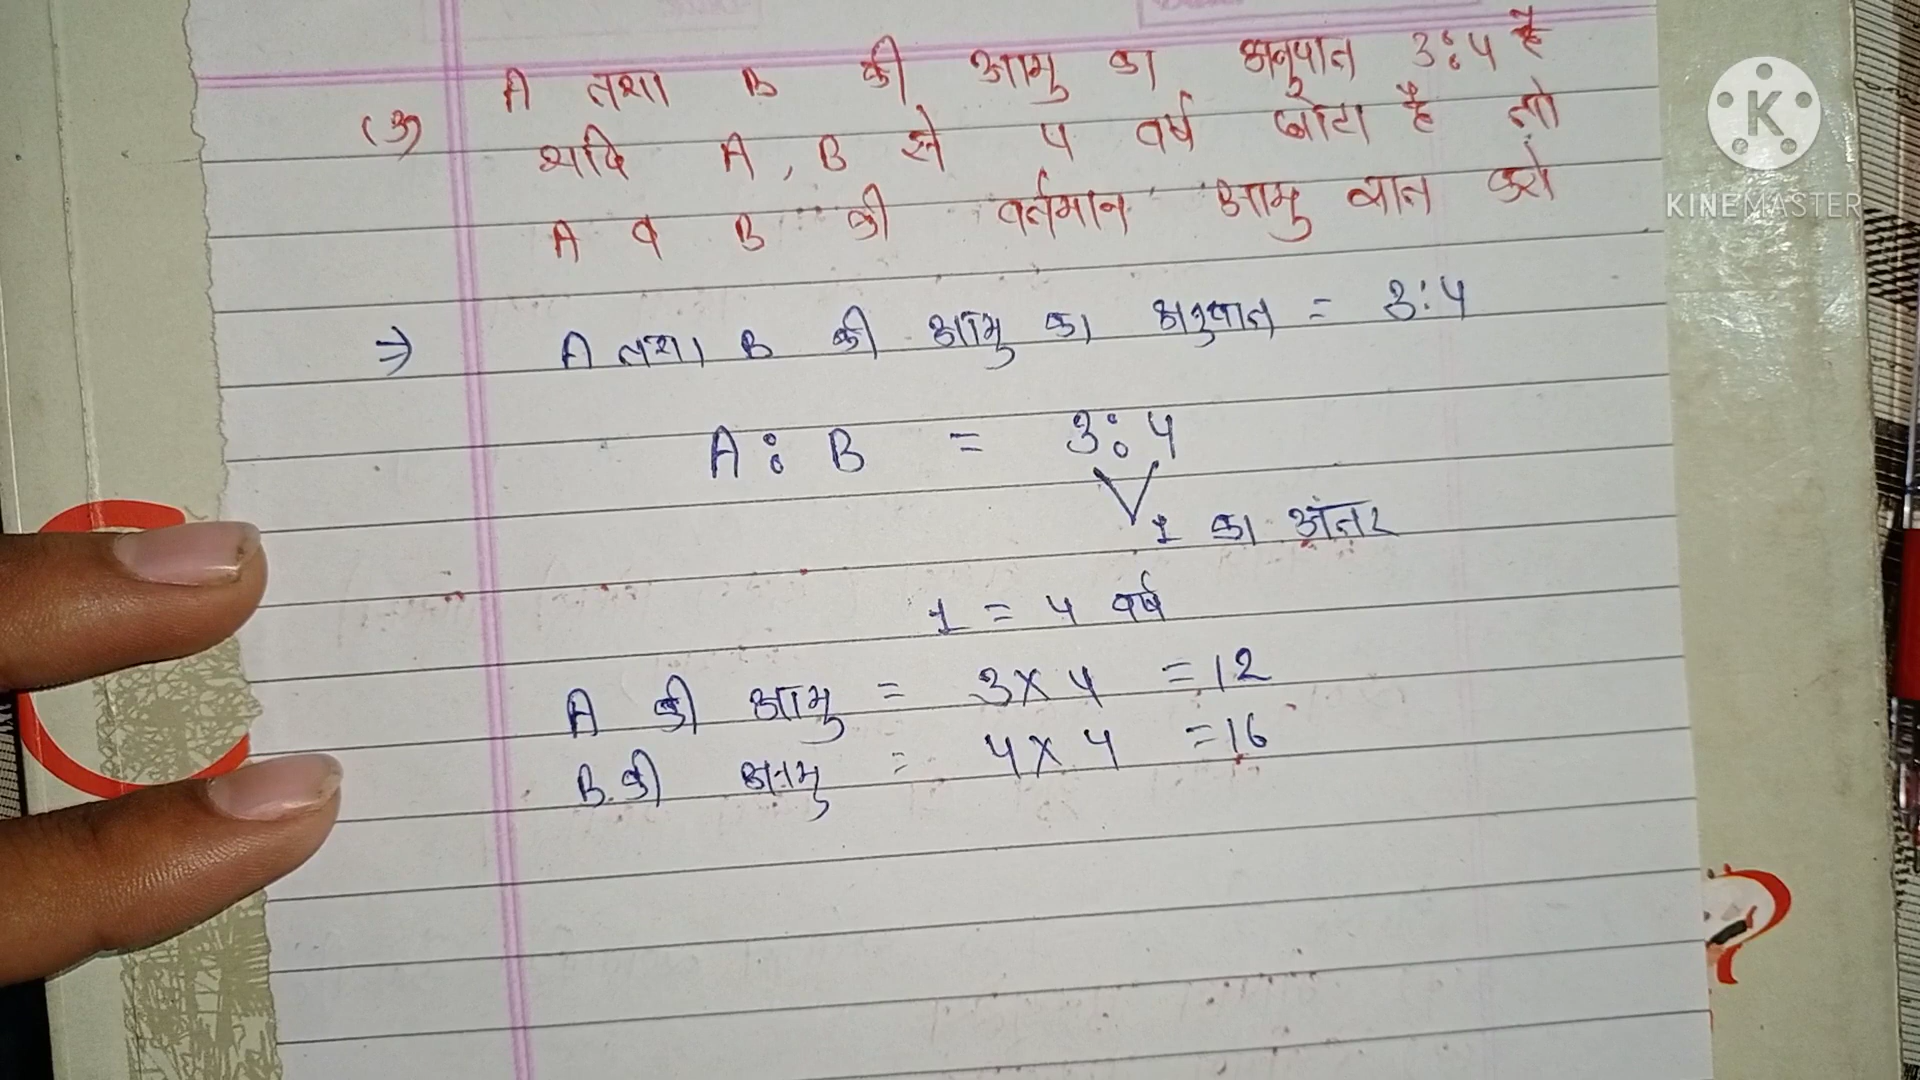 (3) A तथा B की आयु का अनुपात 3:4 है
यदि A, B से 4 वर्ष छोटा है तो
A व B की वर्तमान आयु ज्ञात करो
⇒ A तथा B की आयु का अनुपात = 3:4
A : B = 3:4
1 का अंतर
1 = 4 वर्ष
A की आयु = 3 x 4 = 12
B. की आयु = 4 x 4 = 16
K
KINEMASTER